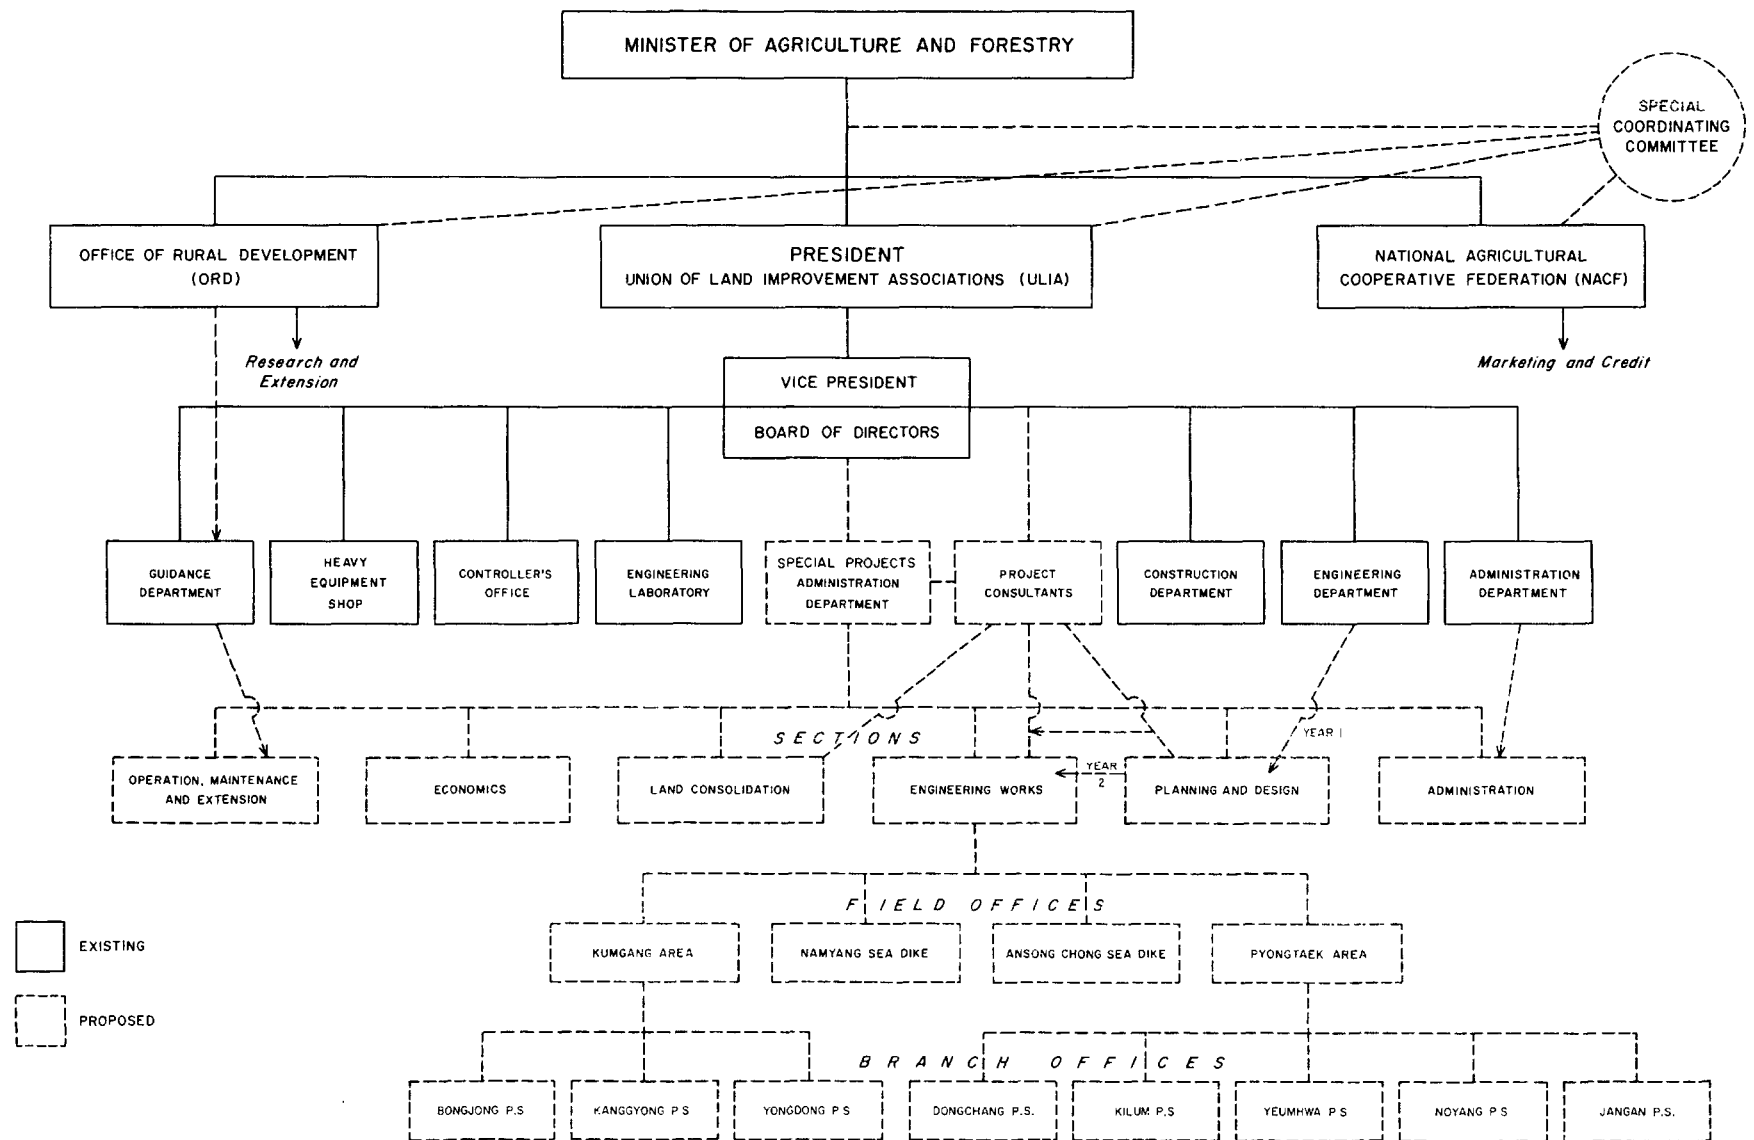 MINISTER OF AGRICULTURE AND FORESTRY
SPECIAL
COORDINATING
COMMITTEE
OFFICE OF RURAL DEVELOPMENT
(ORD)
PRESIDENT
UNION OF LAND IMPROVEMENT ASSOCIATIONS (ULIA)
NATIONAL AGRICULTURAL
COOPERATIVE FEDERATION (NACF)
Research and
Extension
Marketing and Credit
VICE PRESIDENT
BOARD OF DIRECTORS
GUIDANCE
DEPARTMENT
HEAVY
EQUIPMENT
SHOP
CONTROLLER'S
OFFICE
ENGINEERING
LABORATORY
SPECIAL PROJECTS
ADMINISTRATION
DEPARTMENT
PROJECT
CONSULTANTS
CONSTRUCTION
DEPARTMENT
ENGINEERING
DEPARTMENT
ADMINISTRATION
DEPARTMENT
SECTIONS
YEAR 1
OPERATION, MAINTENANCE
AND EXTENSION
ECONOMICS
LAND CONSOLIDATION
ENGINEERING WORKS
YEAR
2
PLANNING AND DESIGN
ADMINISTRATION
FIELD OFFICES
EXISTING
KUMGANG AREA
NAMYANG SEA DIKE
ANSONG CHONG SEA DIKE
PYONGTAEK AREA
PROPOSED
BRANCH OFFICES
BONGJONG P.S
KANGGYONG P S
YONGDONG P S
DONGCHANG P.S.
KILUM P.S
YEUMHWA P S
NOYANG P S
JANGAN P.S.